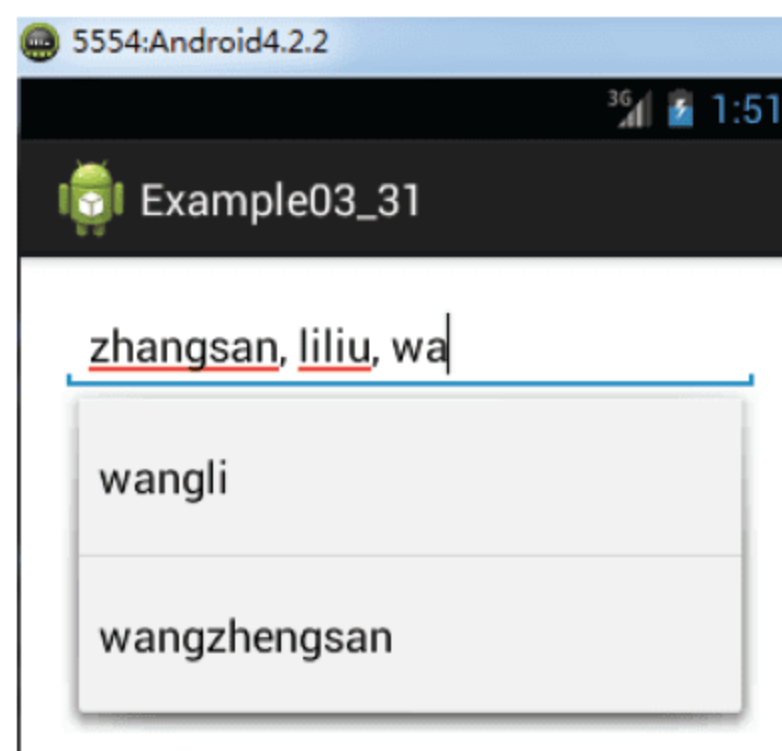 5554:Android4.2.2
3G 1:51
Example03_31
zhangsan, liliu, wa
wangli
wangzhengsan